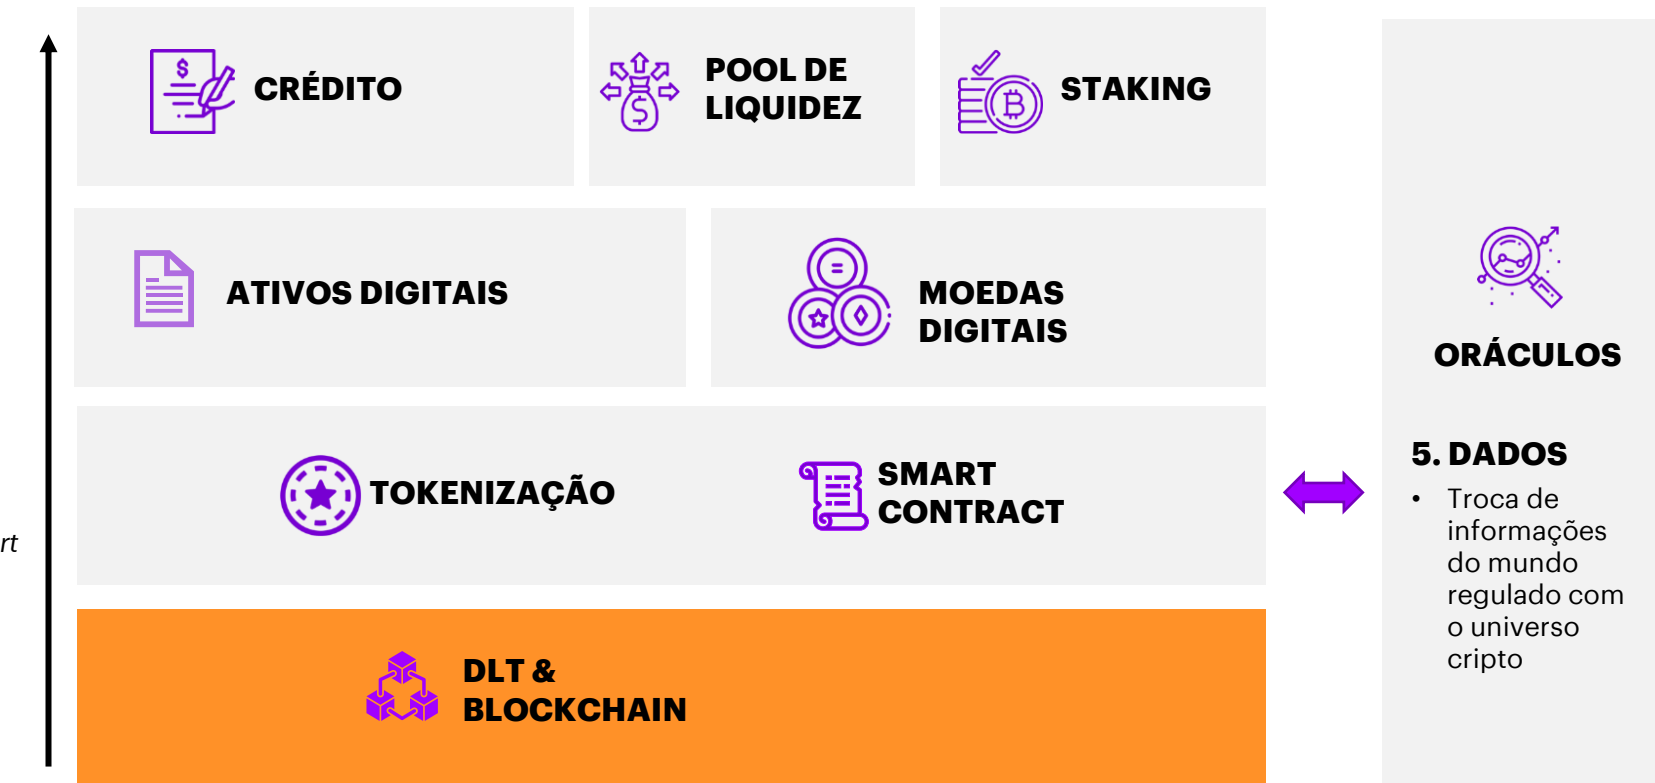 CRÉDITO
POOL DE
LIQUIDEZ
STAKING
ATIVOS DIGITAIS
MOEDAS
DIGITAIS
TOKENIZAÇÃO
SMART
CONTRACT
rt
DLT &
BLOCKCHAIN
ORÁCULOS
5. DADOS
• Troca de
informações
do mundo
regulado com
o universo
cripto